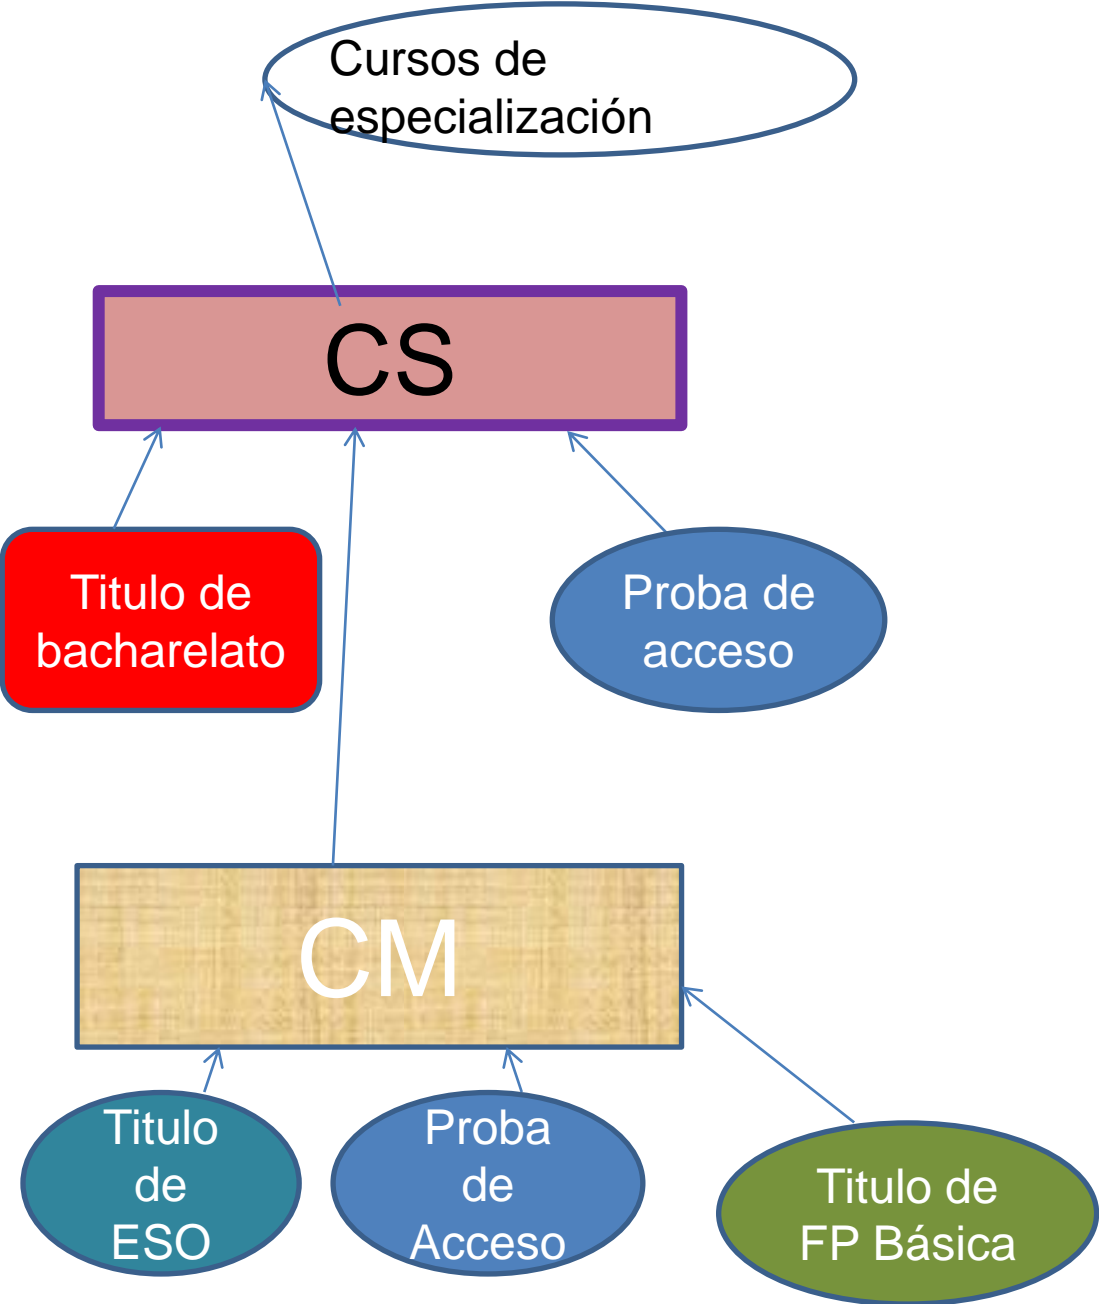 Cursos de
especialización
CS
Titulo de
bacharelato
Proba de
acceso
CM
Titulo
de
ESO
Proba
de
Acceso
Titulo de
FP Básica